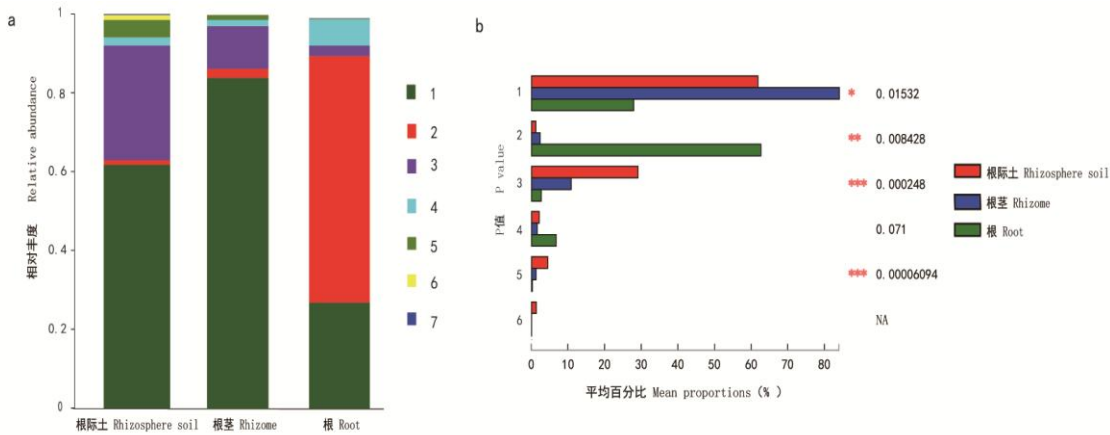 a
相对丰度 Relative abundance
1
0.8
0.6
0.4
0.2
0
根际土 Rhizosphere soil
根茎 Rhizome
根 Root
1
2
3
4
5
6
7
b
P值 P value
1
2
3
4
5
6
* 0.01532
** 0.008428
*** 0.000248
0.071
*** 0.00006094
NA
0 10 20 30 40 50 60 70 80
平均百分比 Mean proportions(%)
根际土 Rhizosphere soil
根茎 Rhizome
根 Root